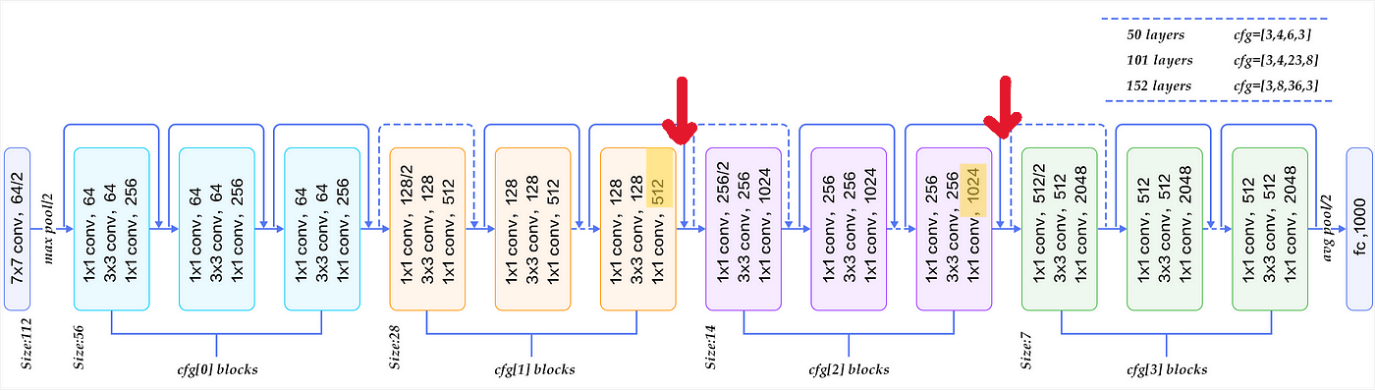 50 layers cfg=[3,4,6,3]
101 layers cfg=[3,4,23,8]
152 layers cfg=[3,8,36,3]
7x7 conv, 64/2
max pool/2
1x1 conv, 64
3x3 conv, 64
1x1 conv, 256
1x1 conv, 64
3x3 conv, 64
1x1 conv, 256
1x1 conv, 64
3x3 conv, 64
1x1 conv, 256
1x1 conv, 128/2
3x3 conv, 128
1x1 conv, 512
1x1 conv, 128
3x3 conv, 128
1x1 conv, 512
1x1 conv, 128
3x3 conv, 128
1x1 conv, 512
1x1 conv, 256/2
3x3 conv, 256
1x1 conv, 1024
1x1 conv, 256
3x3 conv, 256
1x1 conv, 1024
1x1 conv, 256
3x3 conv, 256
1x1 conv, 1024
1x1 conv, 512/2
3x3 conv, 512
1x1 conv, 2048
1x1 conv, 512
3x3 conv, 512
1x1 conv, 2048
1x1 conv, 512
3x3 conv, 512
1x1 conv, 2048
avg pool/2
fc ,1000
Size:112
Size:56
Size:28
Size:14
Size:7
cfg[0] blocks
cfg[1] blocks
cfg[2] blocks
cfg[3] blocks